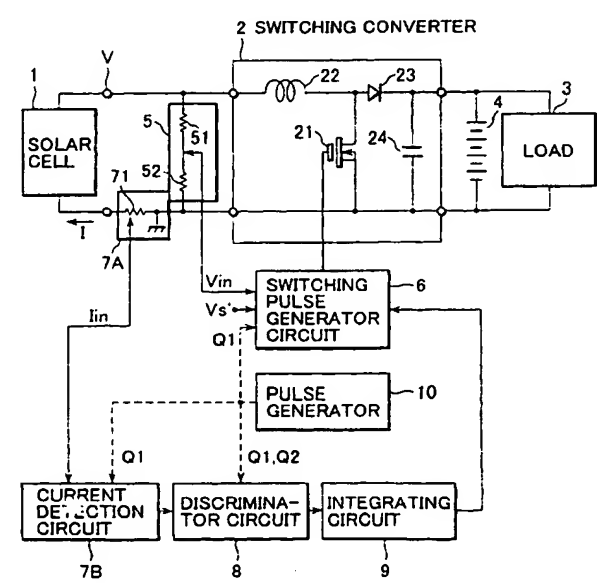 2 SWITCHING CONVERTER
V
1
22
23
3
SOLAR
CELL
5
51
21
24
4
LOAD
52
71
I
7A
Vin
Iin
Vs'
Q1
SWITCHING
PULSE
GENERATOR
CIRCUIT
6
PULSE
GENERATOR
10
Q1
Q1,Q2
CURRENT
DETECTION
CIRCUIT
DISCRIMINA-
TOR CIRCUIT
INTEGRATING
CIRCUIT
7B
8
9